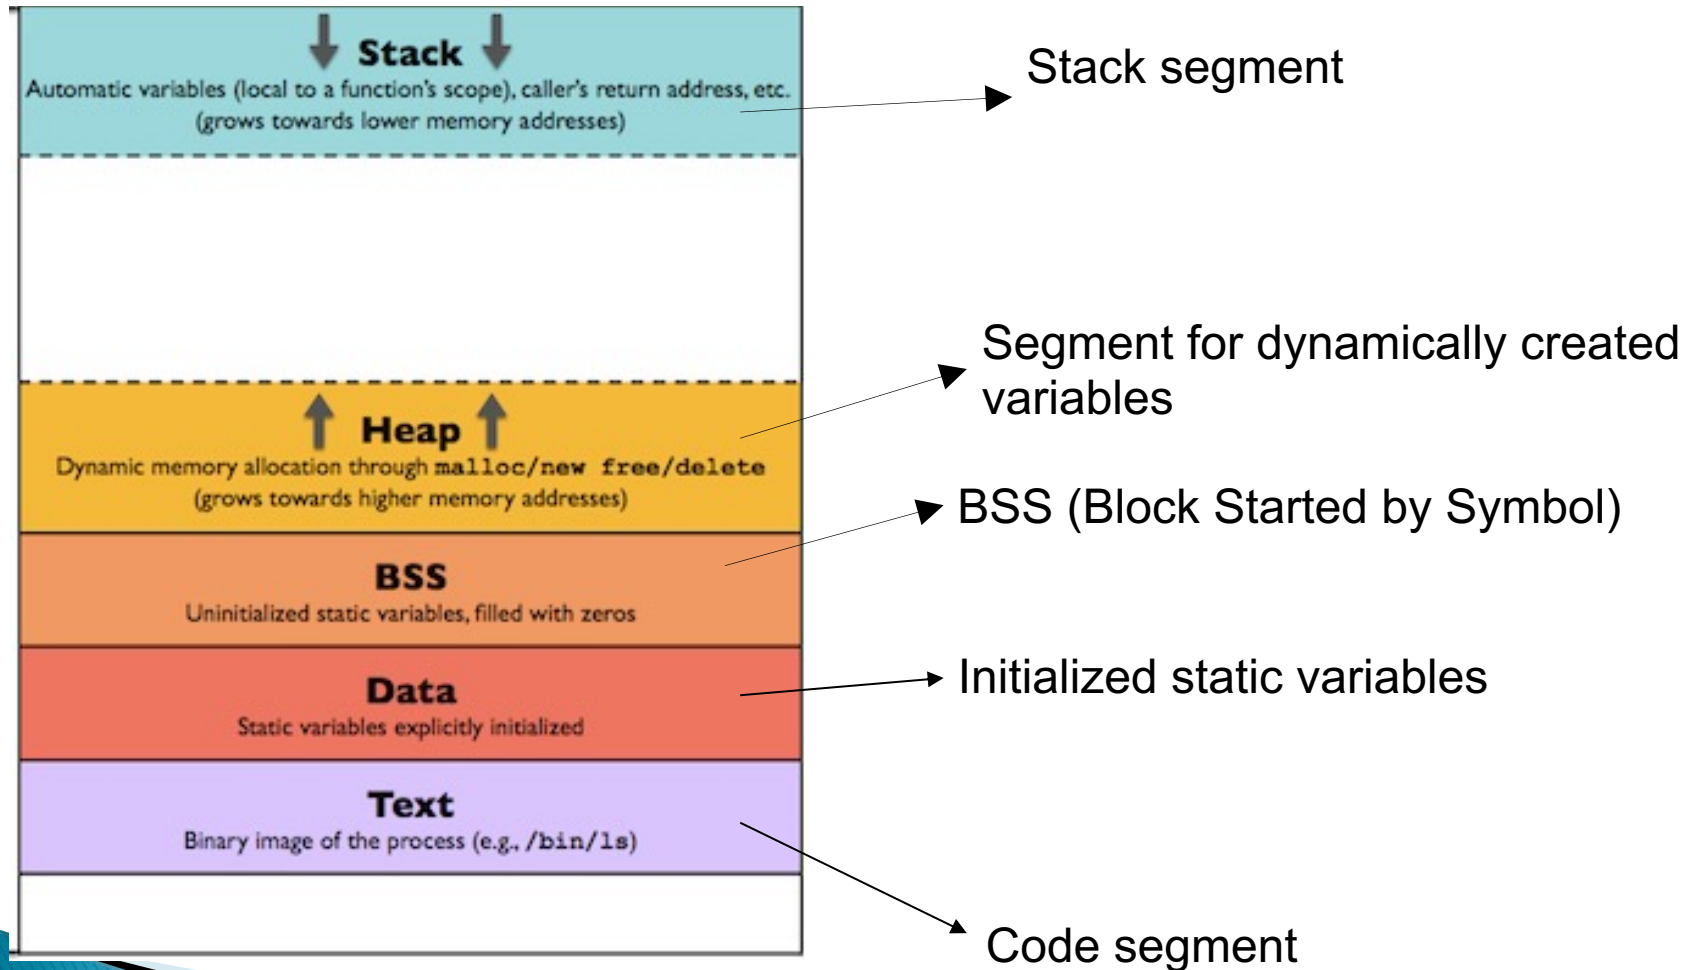 Stack
Automatic variables (local to a function's scope), caller's return address, etc.
(grows towards lower memory addresses)
Stack segment
Heap
Dynamic memory allocation through malloc/new free/delete
(grows towards higher memory addresses)
Segment for dynamically created
variables
BSS
Uninitialized static variables, filled with zeros
BSS (Block Started by Symbol)
Data
Static variables explicitly initialized
Initialized static variables
Text
Binary image of the process (e.g., /bin/ls)
Code segment